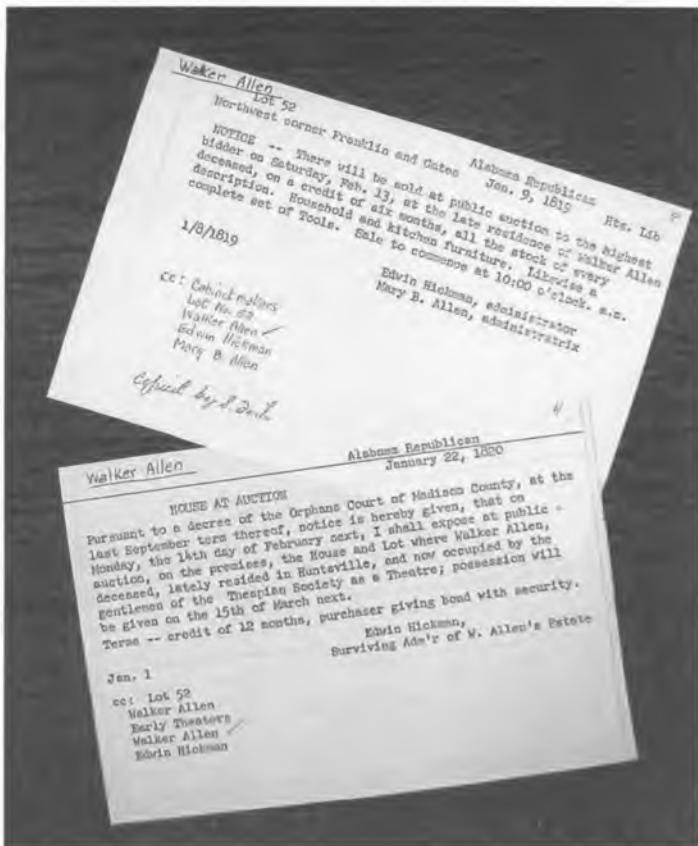 Walker Allen
Lot 52
Northwest corner Franklin and Gates
Alabama Republican
Jan. 9, 1819
Hts. Lib
NOTICE -- There will be sold at public auction to the highest
bidder on Saturday, Feb. 13, at the late residence of Walker Allen
deceased, on a credit of six months, all the stock of every
description. Household and kitchen furniture. Likewise a
complete set of Tools. Sale to commence at 10:00 o'clock. a.m.
1/8/1819
Edwin Hickman, administrator
Mary B. Allen, administratrix
cc: Cabinet makers
Lot No. 52
Walker Allen ✓
Edwin Hickman
Mary B Allen
Copied by S.
4
Walker Allen
Alabama Republican
January 22, 1820
HOUSE AT AUCTION
Pursuant to a decree of the Orphans Court of Madison County, at the
last September term thereof, notice is hereby given, that on
Monday, the 14th day of February next, I shall expose at public
auction, on the premises, the House and Lot where Walker Allen,
deceased, lately resided in Huntsville, and now occupied by the
gentlemen of the Thespian Society as a Theatre; possession will
be given on the 15th of March next.
Terms -- credit of 12 months, purchaser giving bond with security.
Edwin Hickman,
Surviving Adm'r of W. Allen's Estate
Jan. 1
cc: Lot 52
Walker Allen
Early Theaters
Walker Allen ✓
Edwin Hickman